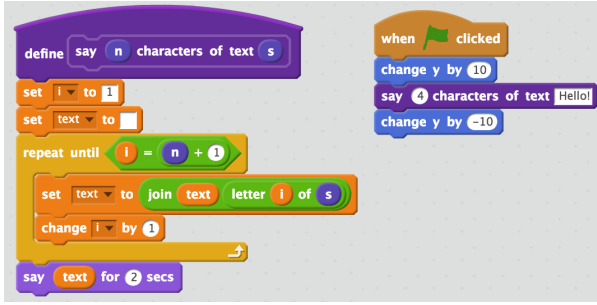 define say n characters of text s
set i to 1
set text to
repeat until i = n + 1
set text to join text letter i of s
change i by 1
say text for 2 secs
when clicked
change y by 10
say 4 characters of text Hello!
change y by -10